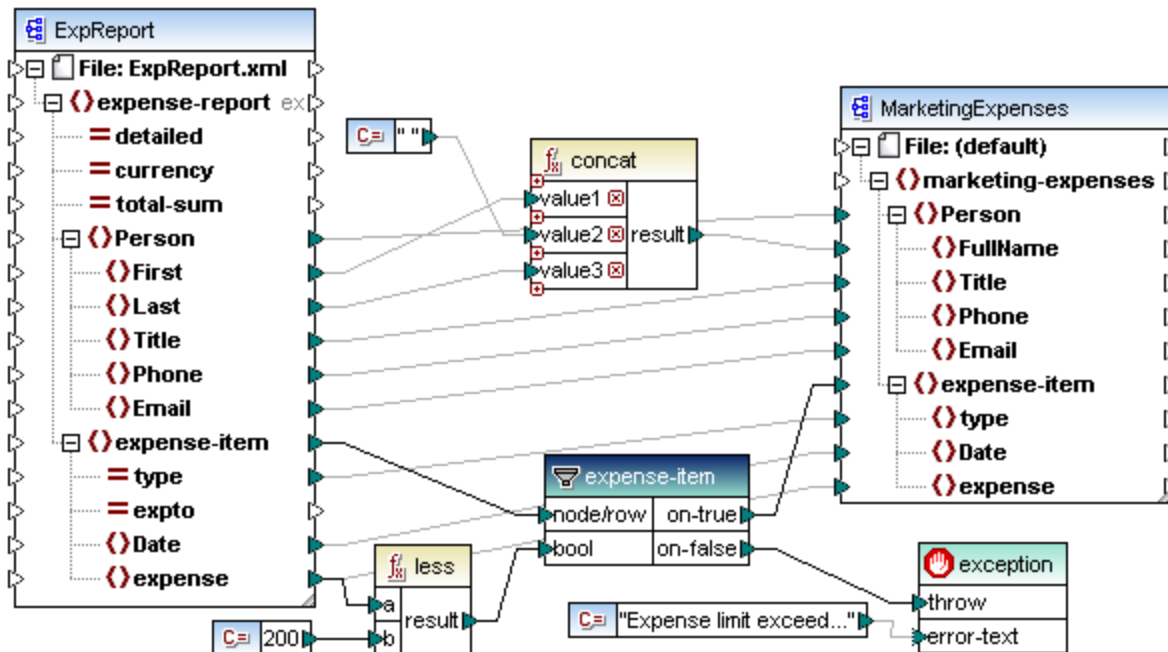 ExpReport
File: ExpReport.xml
expense-report ex
detailed
currency
total-sum
Person
First
Last
Title
Phone
Email
expense-item
type
expto
Date
expense
C= " "
fx concat
value1
value2 result
value3
C= 200
fx less
a
result
b
expense-item
node/row on-true
bool on-false
C= "Expense limit exceed..."
exception
throw
error-text
MarketingExpenses
File: (default)
marketing-expenses
Person
FullName
Title
Phone
Email
expense-item
type
Date
expense